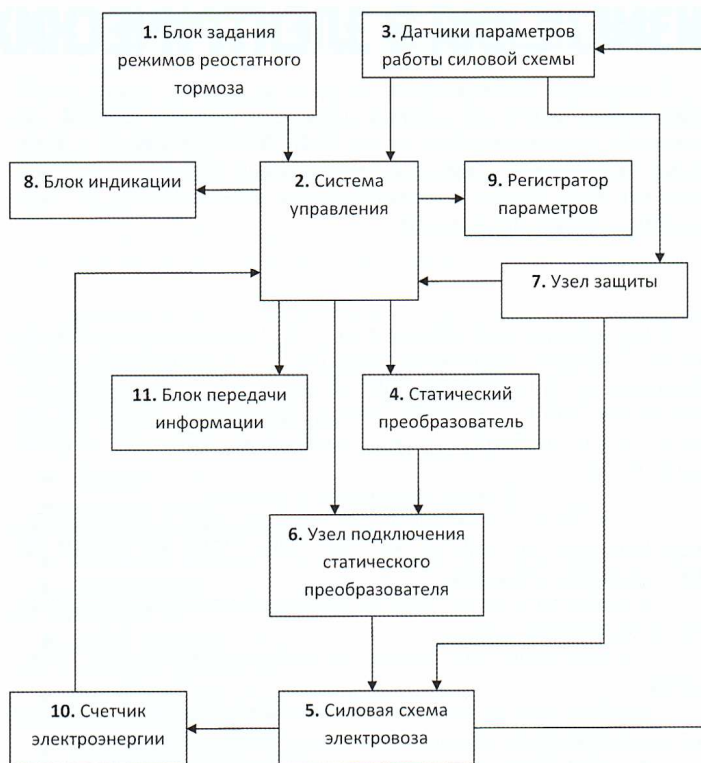 1. Блок задания
режимов реостатного
тормоза
3. Датчики параметров
работы силовой схемы
8. Блок индикации
2. Система
управления
9. Регистратор
параметров
7. Узел защиты
11. Блок передачи
информации
4. Статический
преобразователь
6. Узел подключения
статического
преобразователя
10. Счетчик
электроэнергии
5. Силовая схема
электровоза